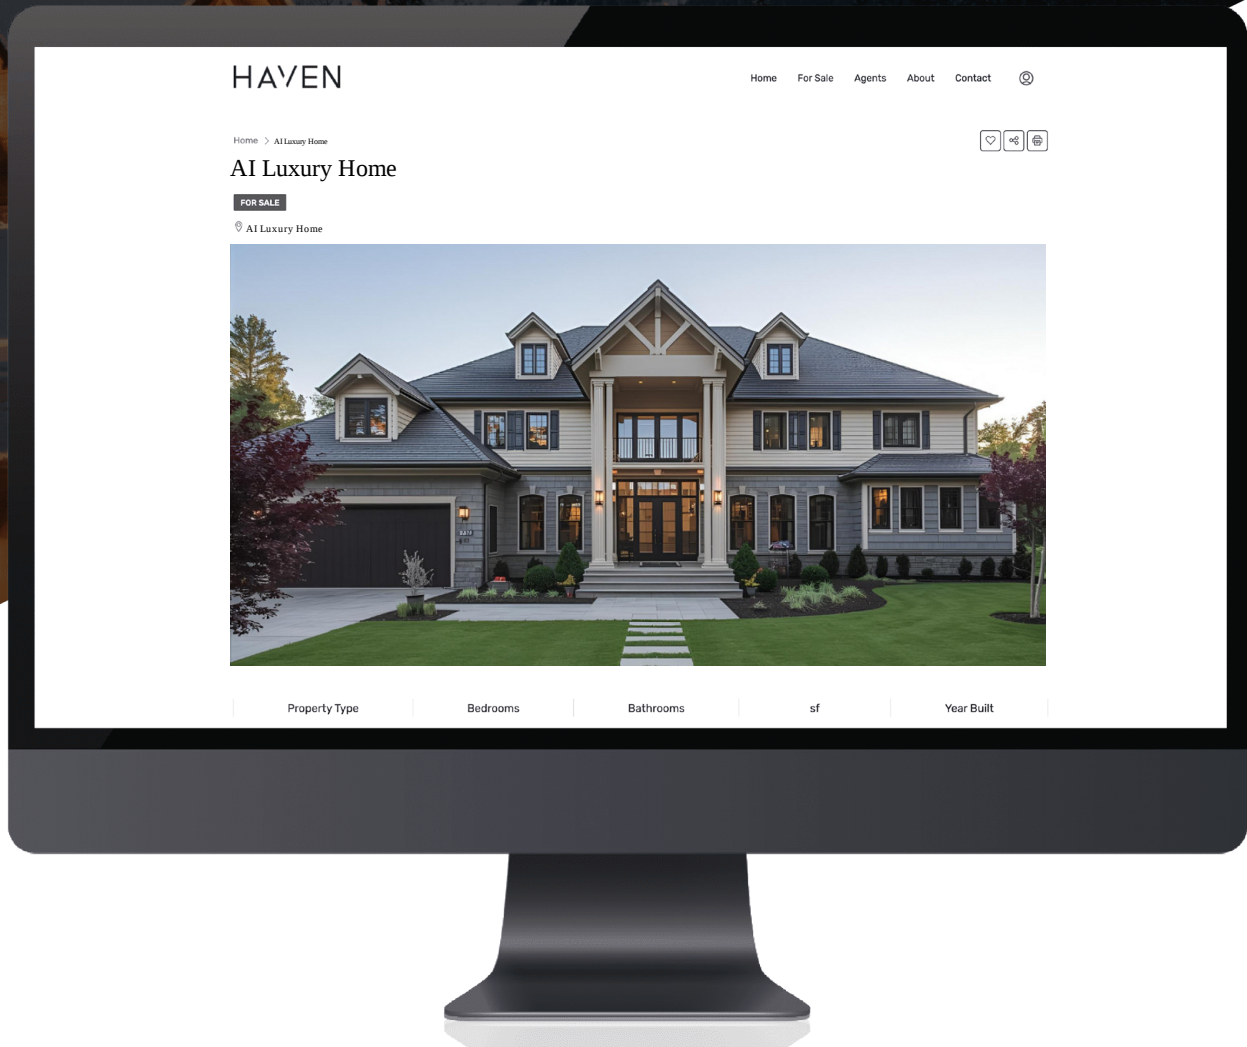 HAVEN
Home For Sale Agents About Contact
Home > AI Luxury Home
AI Luxury Home
FOR SALE
AI Luxury Home
Property Type Bedrooms Bathrooms sf Year Built